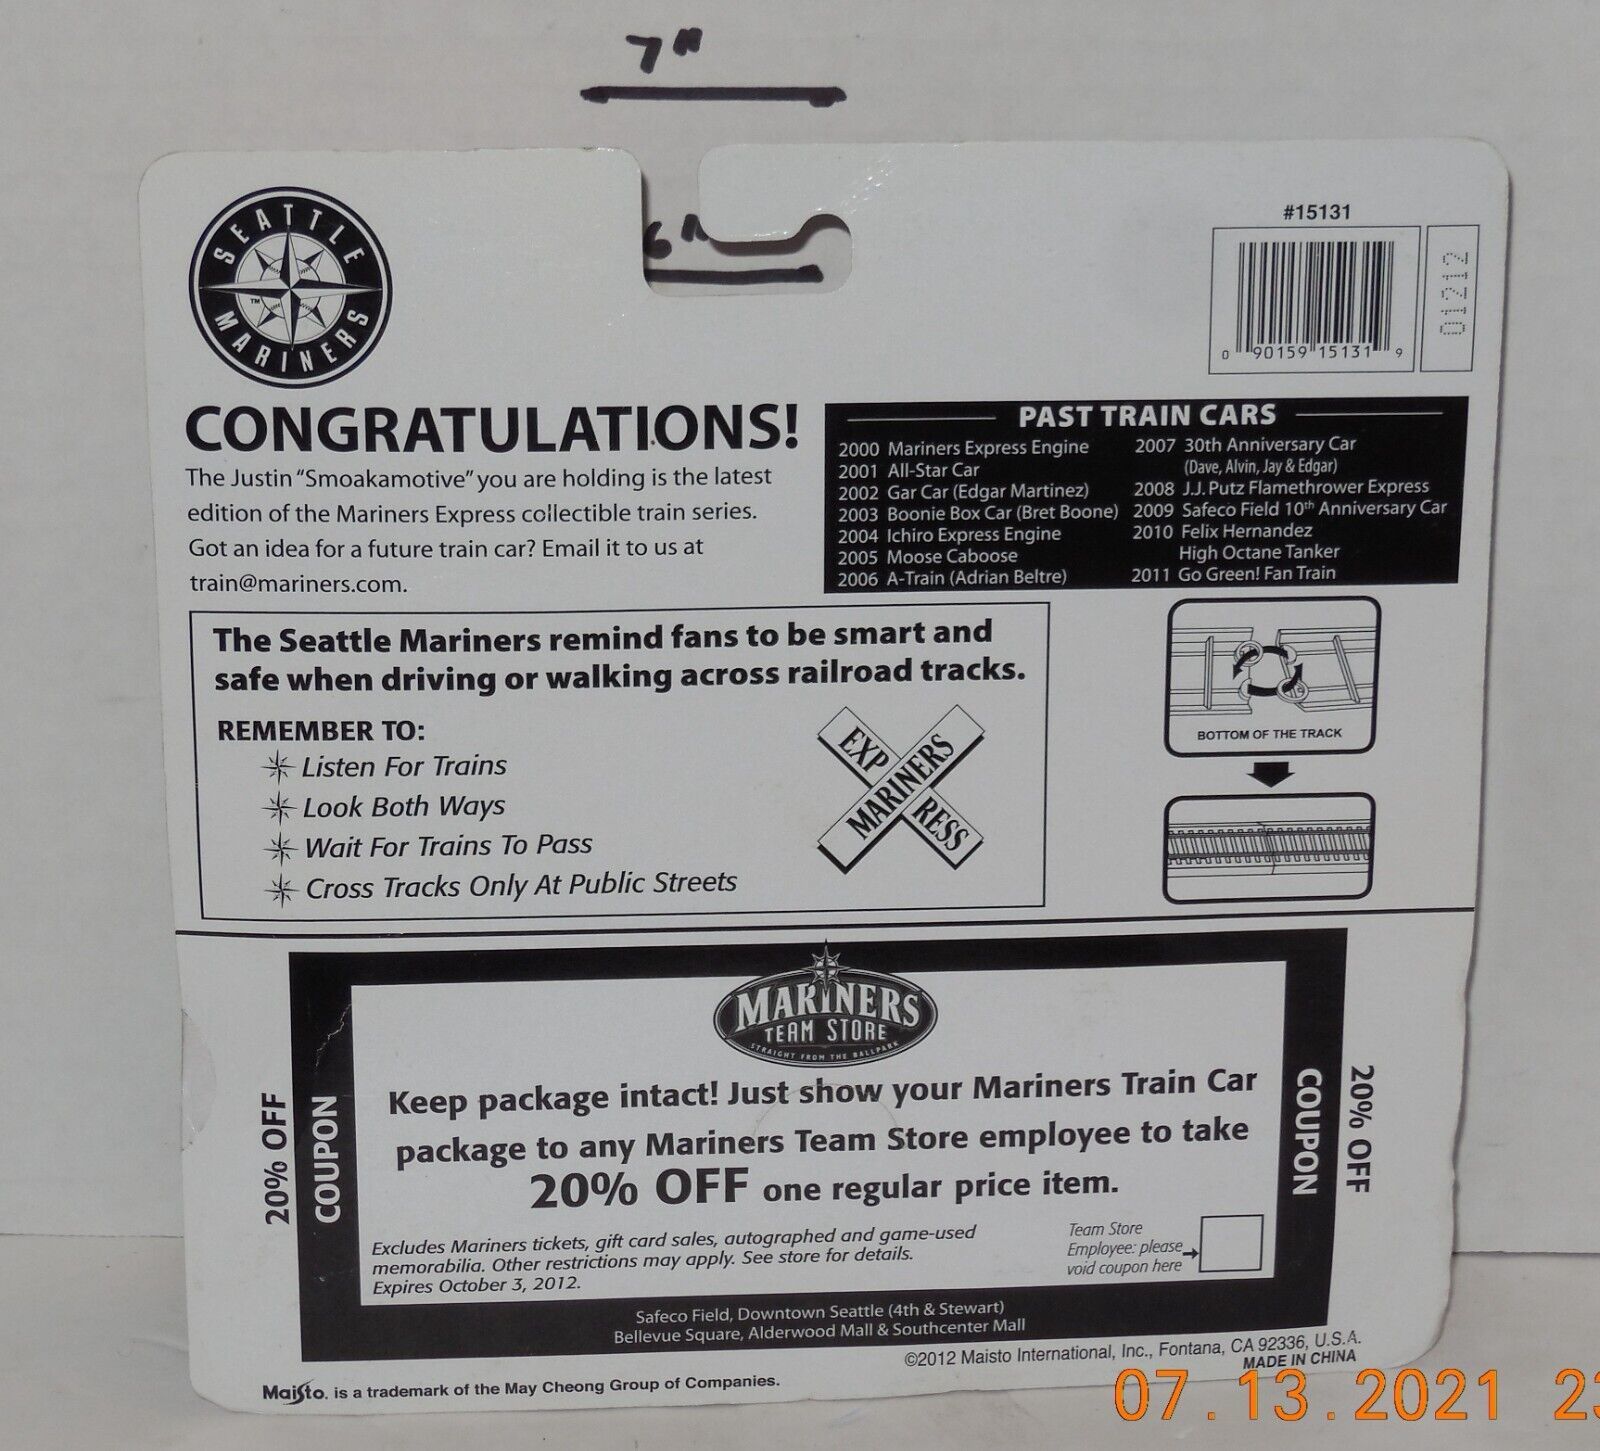 7"
6"
SEATTLE
MARINERS
TM
#15131
0 90159 15131 9
01212
CONGRATULATIONS!
The Justin "Smoakamotive" you are holding is the latest
edition of the Mariners Express collectible train series.
Got an idea for a future train car? Email it to us at
train@mariners.com.
PAST TRAIN CARS
2000 Mariners Express Engine
2001 All-Star Car
2002 Gar Car (Edgar Martinez)
2003 Boonie Box Car (Bret Boone)
2004 Ichiro Express Engine
2005 Moose Caboose
2006 A-Train (Adrian Beltre)
2007 30th Anniversary Car
(Dave, Alvin, Jay & Edgar)
2008 J.J. Putz Flamethrower Express
2009 Safeco Field 10th Anniversary Car
2010 Felix Hernandez
High Octane Tanker
2011 Go Green! Fan Train
The Seattle Mariners remind fans to be smart and
safe when driving or walking across railroad tracks.
REMEMBER TO:
Listen For Trains
Look Both Ways
Wait For Trains To Pass
Cross Tracks Only At Public Streets
EXP
MARINERS
RESS
BOTTOM OF THE TRACK
20% OFF
COUPON
MARINERS
TEAM STORE
STRAIGHT FROM THE BALLPARK
Keep package intact! Just show your Mariners Train Car
package to any Mariners Team Store employee to take
20% OFF one regular price item.
Excludes Mariners tickets, gift card sales, autographed and game-used
memorabilia. Other restrictions may apply. See store for details.
Expires October 3, 2012.
Team Store
Employee: please
void coupon here
COUPON
20% OFF
Safeco Field, Downtown Seattle (4th & Stewart)
Bellevue Square, Alderwood Mall & Southcenter Mall
©2012 Maisto International, Inc., Fontana, CA 92336, U.S.A.
MADE IN CHINA
Maisto. is a trademark of the May Cheong Group of Companies.
07.13.2021 23